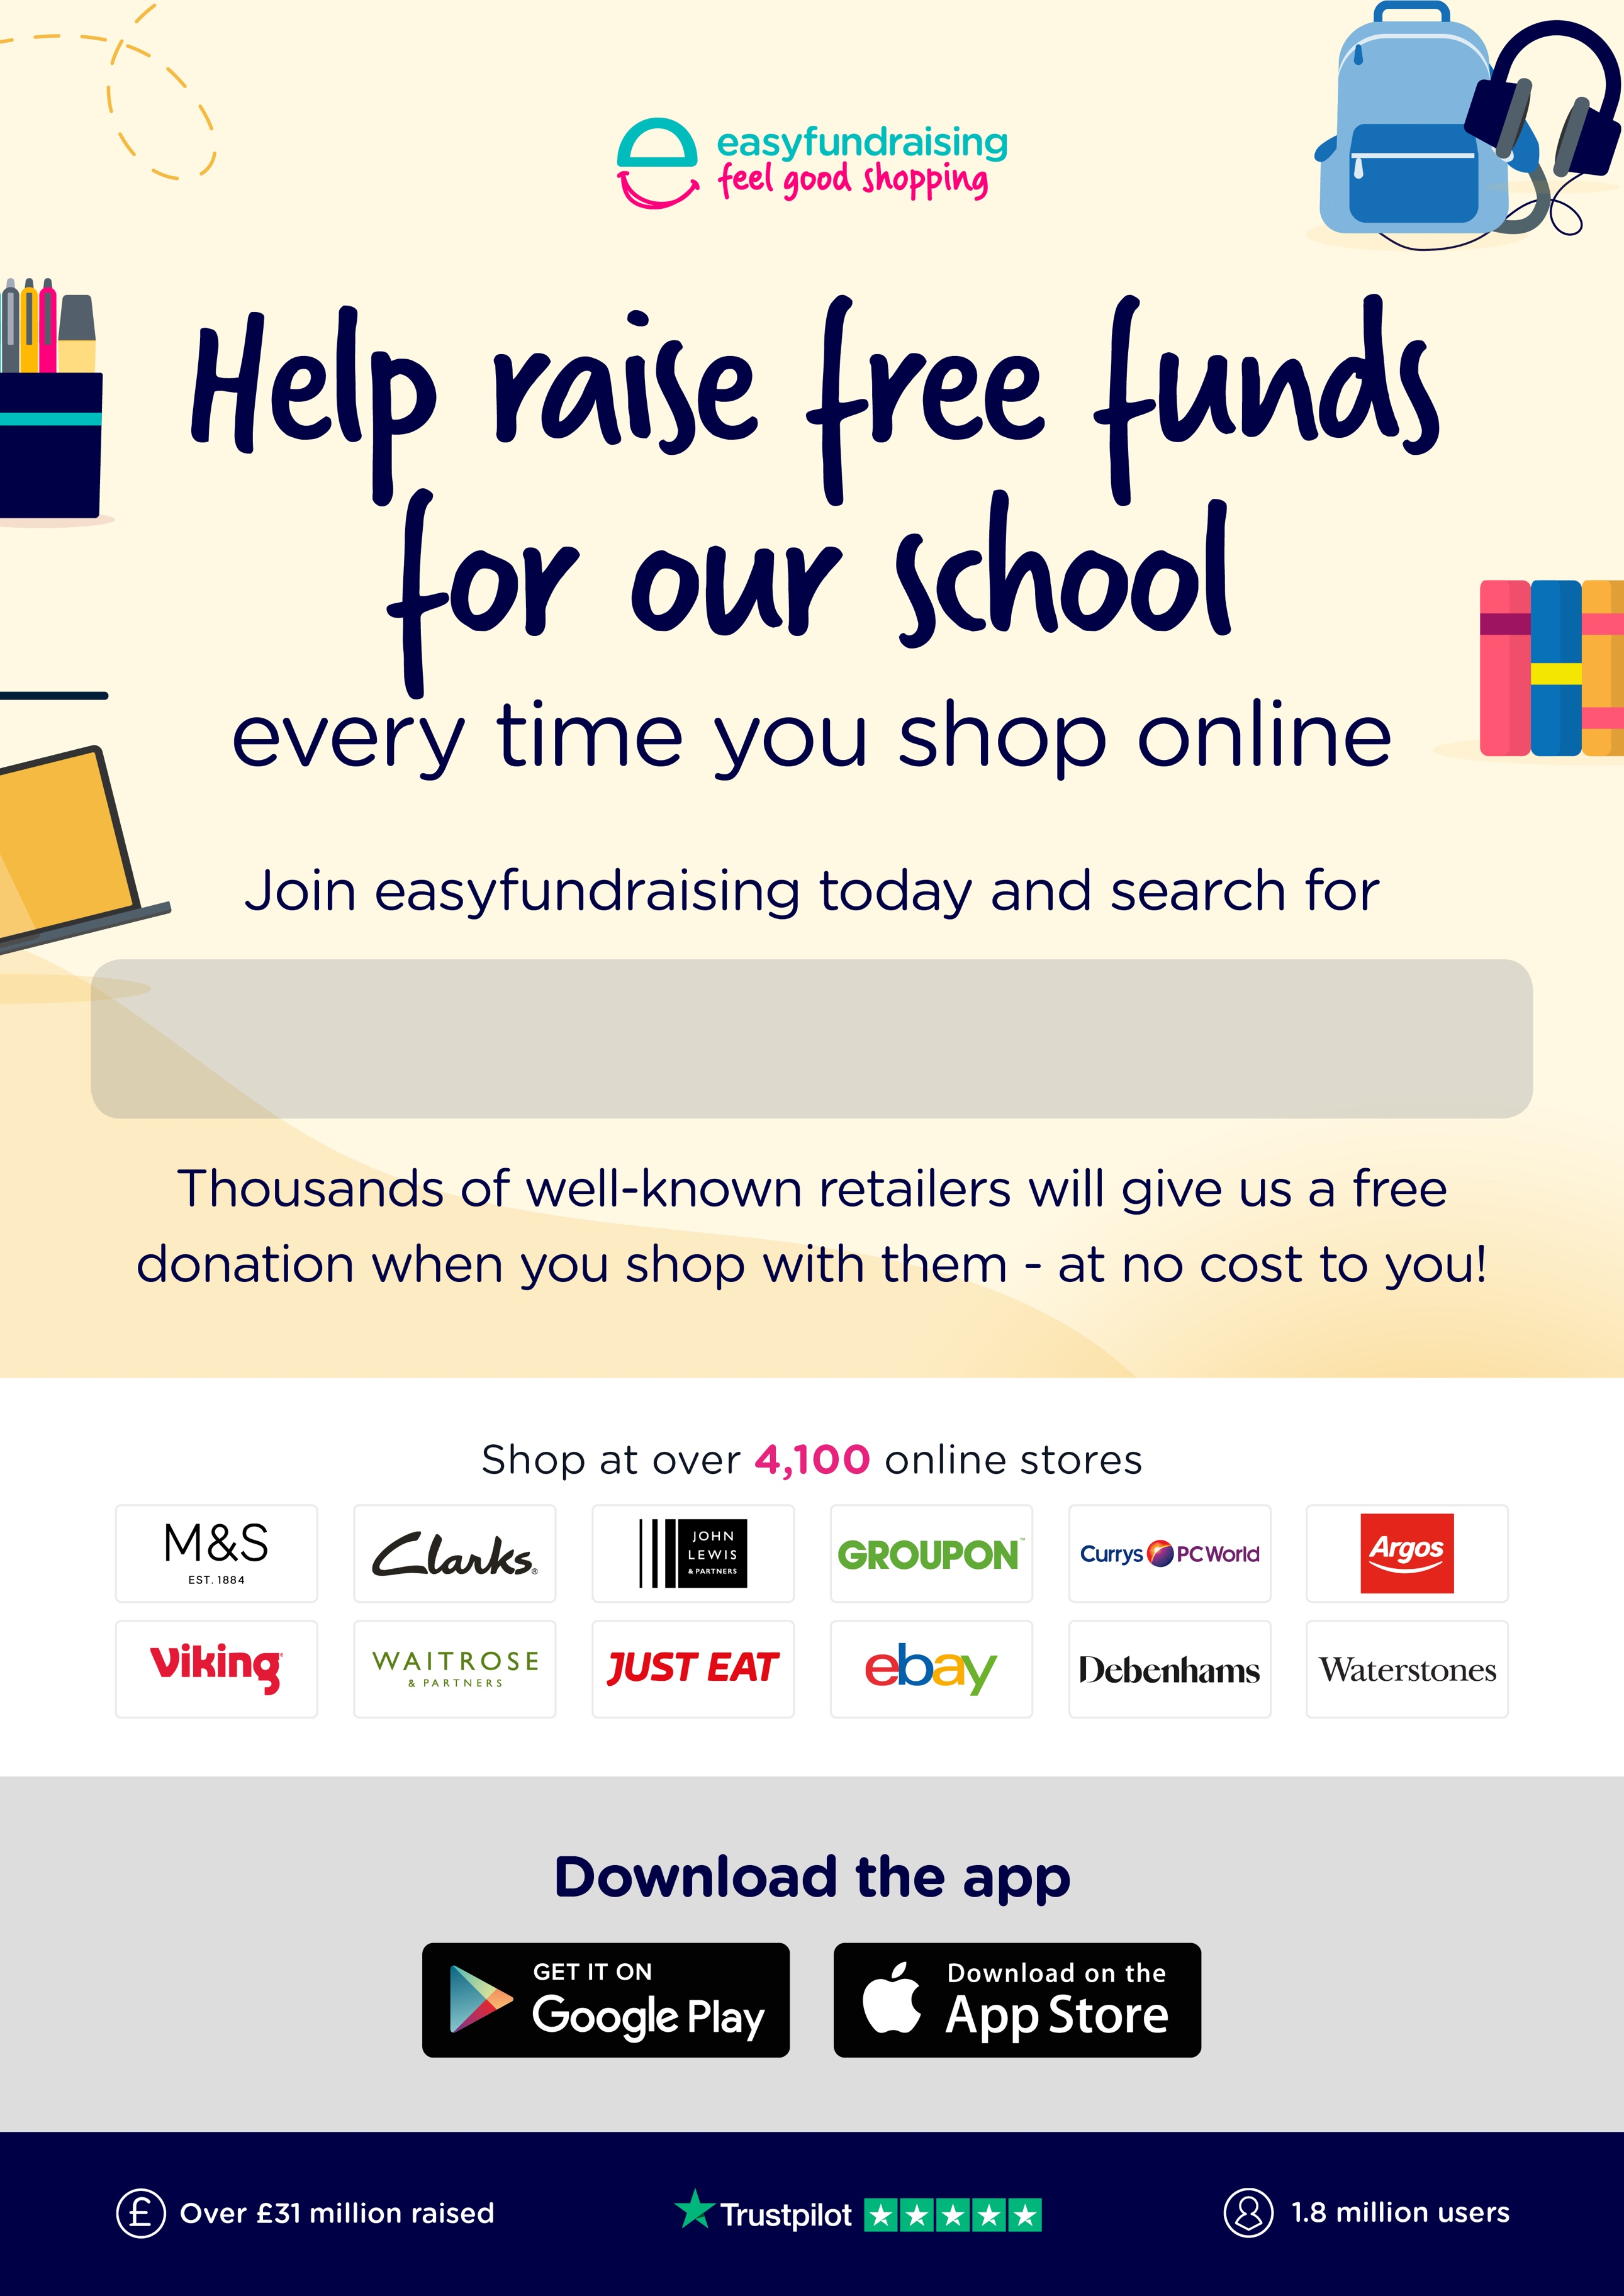 easyfundraising
feel good shopping
Help raise free funds
for our school
every time you shop online
Join easyfundraising today and search for
Thousands of well-known retailers will give us a free
donation when you shop with them - at no cost to you!
Shop at over 4,100 online stores
M&S
EST. 1884
Clarks®
JOHN
LEWIS
& PARTNERS
GROUPON™
Currys PC World
Argos
Viking®
WAITROSE
& PARTNERS
JUST EAT
ebay
Debenhams
Waterstones
Download the app
GET IT ON
Google Play
Download on the
App Store
£ Over £31 million raised
Trustpilot
1.8 million users